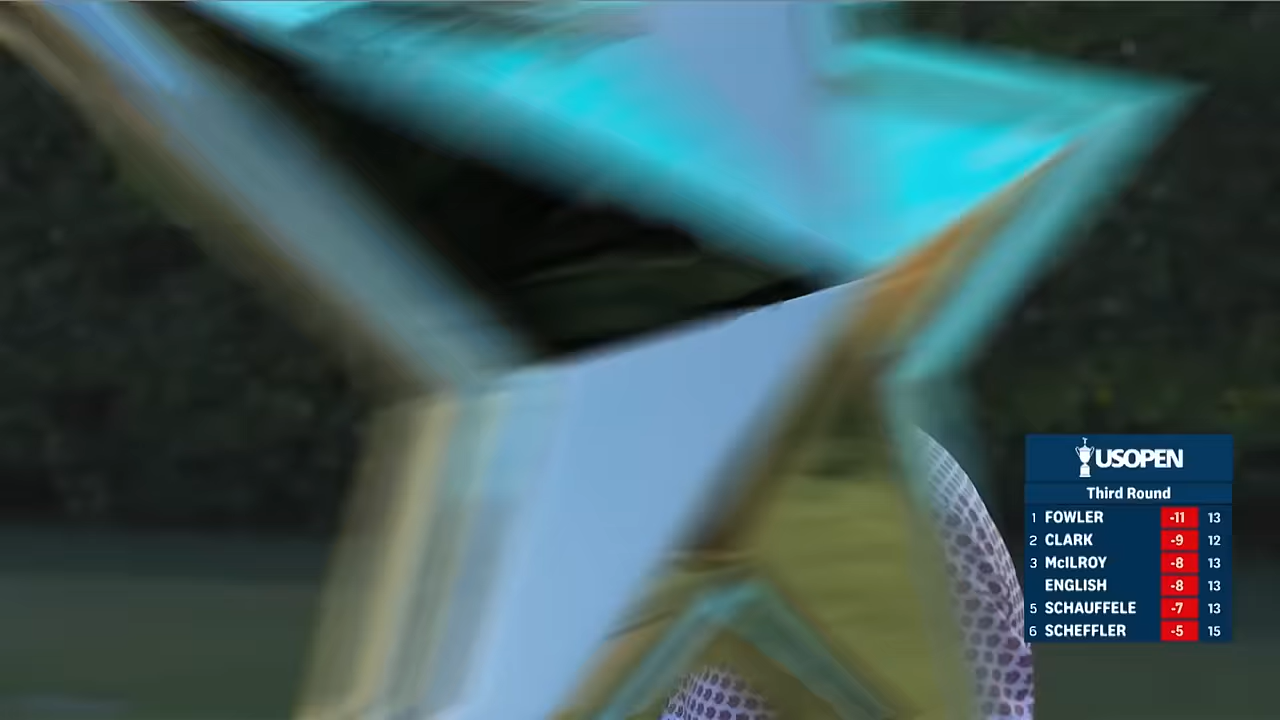 USOPEN
Third Round
1 FOWLER -11 13
2 CLARK -9 12
3 McILROY -8 13
ENGLISH -8 13
5 SCHAUFFELE -7 13
6 SCHEFFLER -5 15